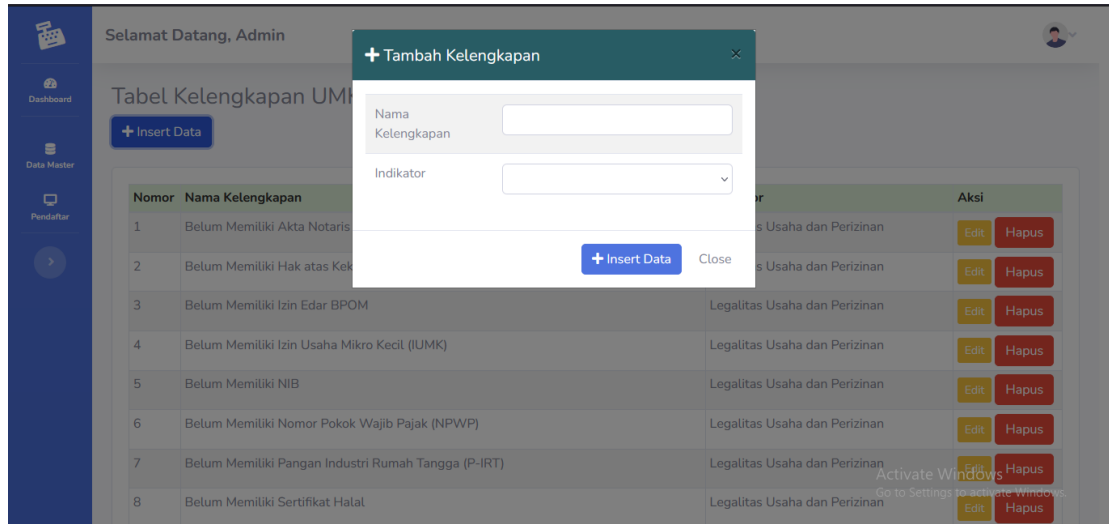 Selamat Datang, Admin
Dashboard
Data Master
Pendaftar
Tabel Kelengkapan
Insert Data
Tambah Kelengkapan
×
Nama
Kelengkapan
Indikator
Insert Data Close
Nomor Nama Kelengkapan Aksi
1 Belum Memiliki Akta Notaris Usaha dan Perizinan Edit Hapus
2 Belum Memiliki Hak atas Usaha dan Perizinan Edit Hapus
3 Belum Memiliki Izin Edar BPOM Legalitas Usaha dan Perizinan Edit Hapus
4 Belum Memiliki Izin Usaha Mikro Kecil (IUMK) Legalitas Usaha dan Perizinan Edit Hapus
5 Belum Memiliki NIB Legalitas Usaha dan Perizinan Edit Hapus
6 Belum Memiliki Nomor Pokok Wajib Pajak (NPWP) Legalitas Usaha dan Perizinan Edit Hapus
7 Belum Memiliki Pangan Industri Rumah Tangga (P-IRT) Legalitas Usaha dan Perizinan Edit Hapus
8 Belum Memiliki Sertifikat Halal Legalitas Usaha dan Perizinan Edit Hapus
Activate Windows
Go to Settings to activate Windows.